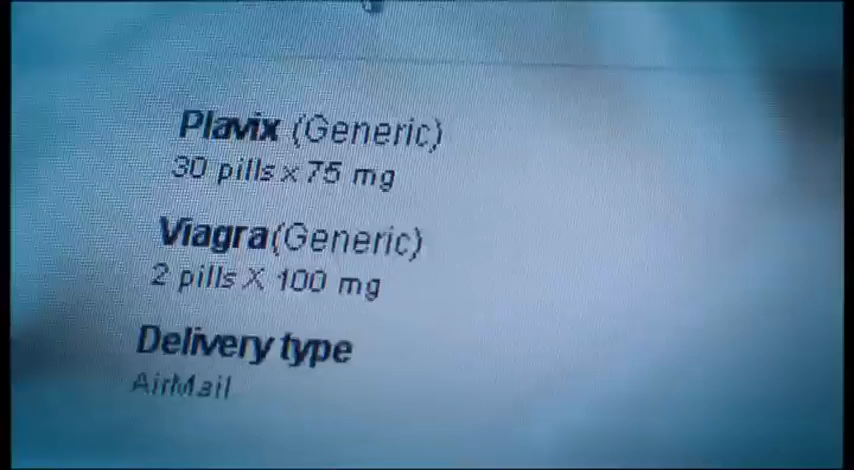 Plavix (Generic)
30 pills x 75 mg
Viagra (Generic)
2 pills X 100 mg
Delivery type
AirMail